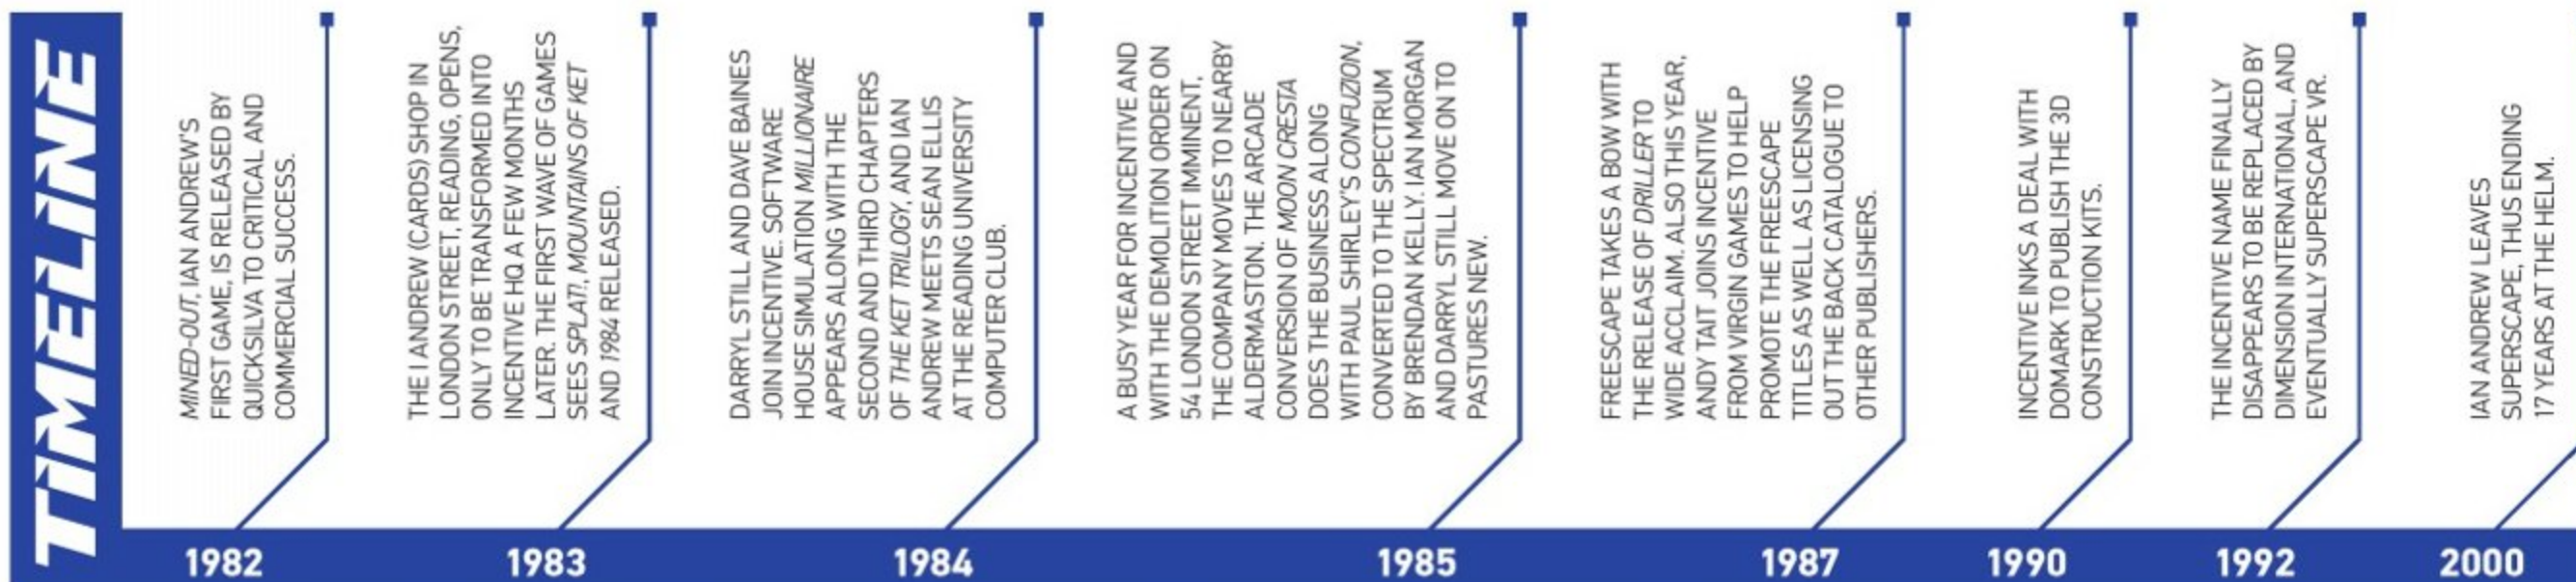 TIMELINE
MINED-OUT, IAN ANDREW'S
FIRST GAME, IS RELEASED BY
QUICKSILVA TO CRITICAL AND
COMMERCIAL SUCCESS.
1982
THE I ANDREW (CARDS) SHOP IN
LONDON STREET, READING, OPENS,
ONLY TO BE TRANSFORMED INTO
INCENTIVE HQ A FEW MONTHS
LATER. THE FIRST WAVE OF GAMES
SEES SPLAT!, MOUNTAINS OF KET
AND 1984 RELEASED.
1983
DARRYL STILL AND DAVE BAINES
JOIN INCENTIVE. SOFTWARE
HOUSE SIMULATION MILLIONAIRE
APPEARS ALONG WITH THE
SECOND AND THIRD CHAPTERS
OF THE KET TRILOGY, AND IAN
ANDREW MEETS SEAN ELLIS
AT THE READING UNIVERSITY
COMPUTER CLUB.
1984
A BUSY YEAR FOR INCENTIVE AND
WITH THE DEMOLITION ORDER ON
54 LONDON STREET IMMINENT,
THE COMPANY MOVES TO NEARBY
ALDERMASTON. THE ARCADE
CONVERSION OF MOON CRESTA
DOES THE BUSINESS ALONG
WITH PAUL SHIRLEY'S CONFUZION,
CONVERTED TO THE SPECTRUM
BY BRENDAN KELLY. IAN MORGAN
AND DARRYL STILL MOVE ON TO
PASTURES NEW.
1985
FREESCAPE TAKES A BOW WITH
THE RELEASE OF DRILLER TO
WIDE ACCLAIM. ALSO THIS YEAR,
ANDY TAIT JOINS INCENTIVE
FROM VIRGIN GAMES TO HELP
PROMOTE THE FREESCAPE
TITLES AS WELL AS LICENSING
OUT THE BACK CATALOGUE TO
OTHER PUBLISHERS.
1987
INCENTIVE INKS A DEAL WITH
DOMARK TO PUBLISH THE 3D
CONSTRUCTION KITS.
1990
THE INCENTIVE NAME FINALLY
DISAPPEARS TO BE REPLACED BY
DIMENSION INTERNATIONAL, AND
EVENTUALLY SUPERSCAPE VR.
1992
IAN ANDREW LEAVES
SUPERSCAPE, THUS ENDING
17 YEARS AT THE HELM.
2000